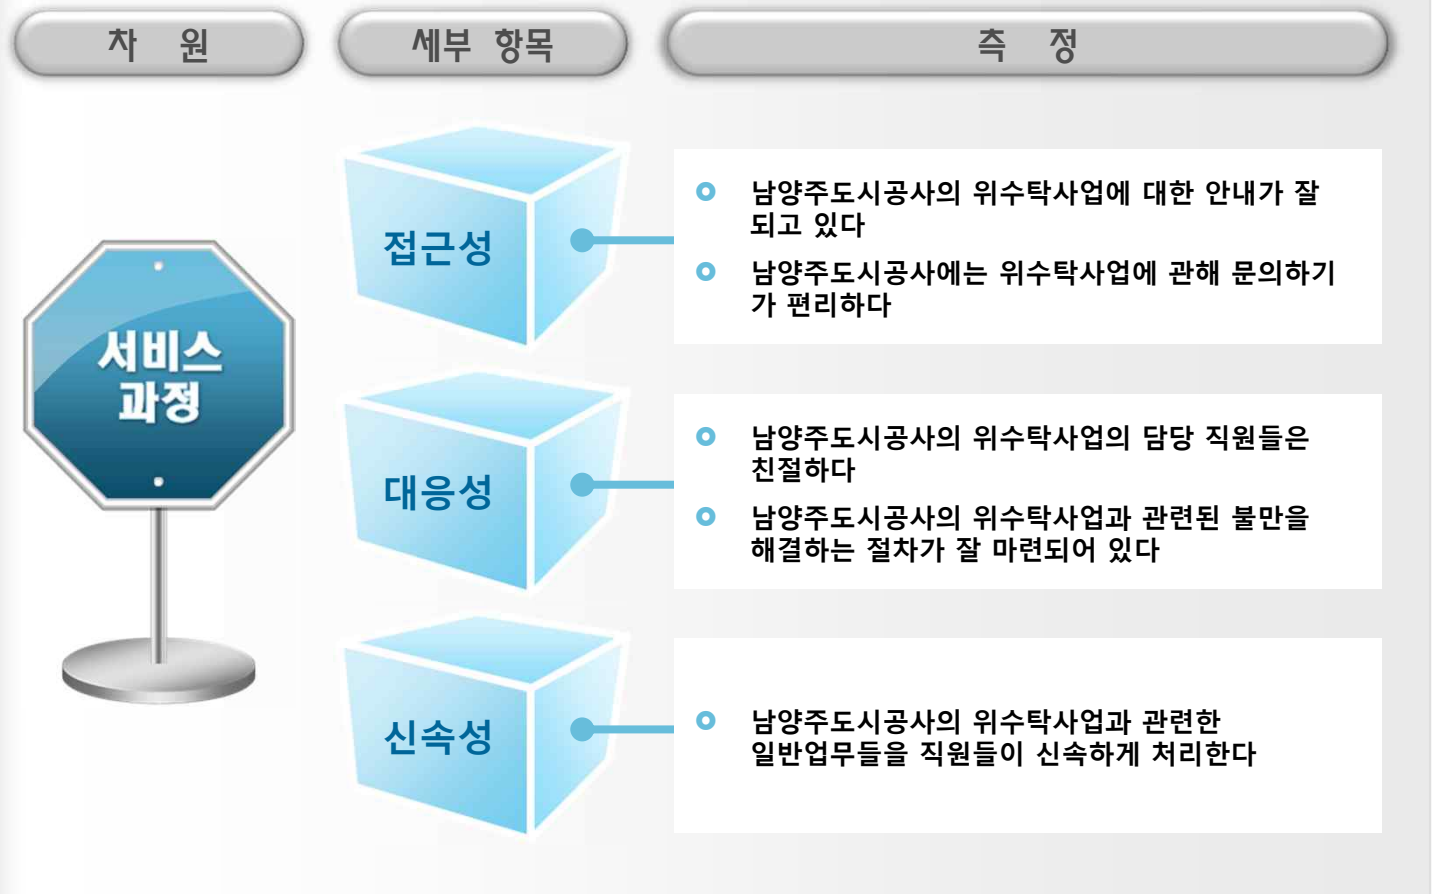 차 원
세부 항목
측 정
서비스
과정
접근성
남양주도시공사의 위수탁사업에 대한 안내가 잘
되고 있다
남양주도시공사에는 위수탁사업에 관해 문의하기
가 편리하다
대응성
남양주도시공사의 위수탁사업의 담당 직원들은
친절하다
남양주도시공사의 위수탁사업과 관련된 불만을
해결하는 절차가 잘 마련되어 있다
신속성
남양주도시공사의 위수탁사업과 관련한
일반업무들을 직원들이 신속하게 처리한다